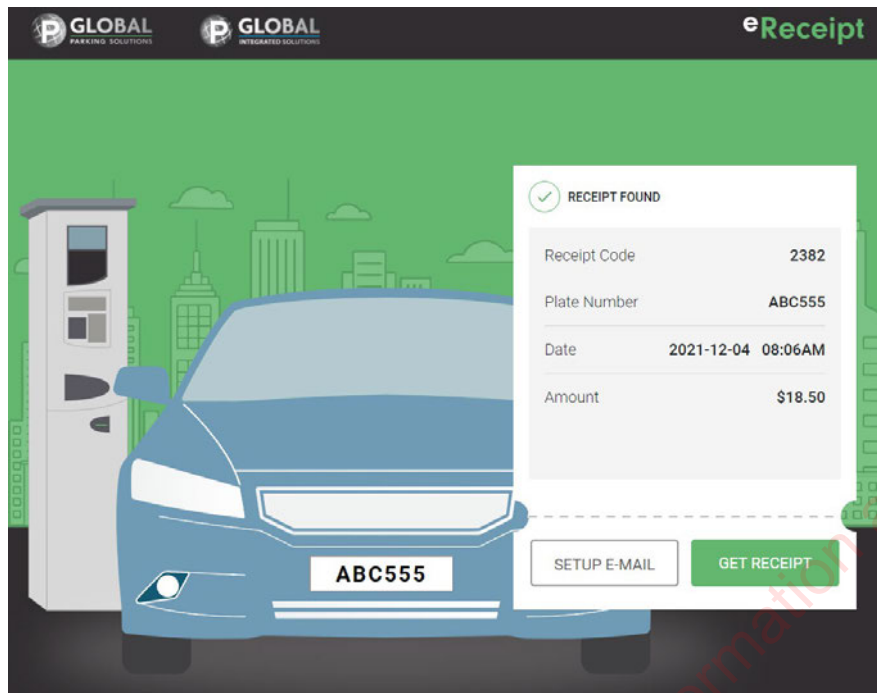 GLOBAL
PARKING SOLUTIONS
GLOBAL
INTEGRATED SOLUTIONS
eReceipt
RECEIPT FOUND
Receipt Code 2382
Plate Number ABC555
Date 2021-12-04 08:06AM
Amount $18.50
SETUP E-MAIL GET RECEIPT
ABC555